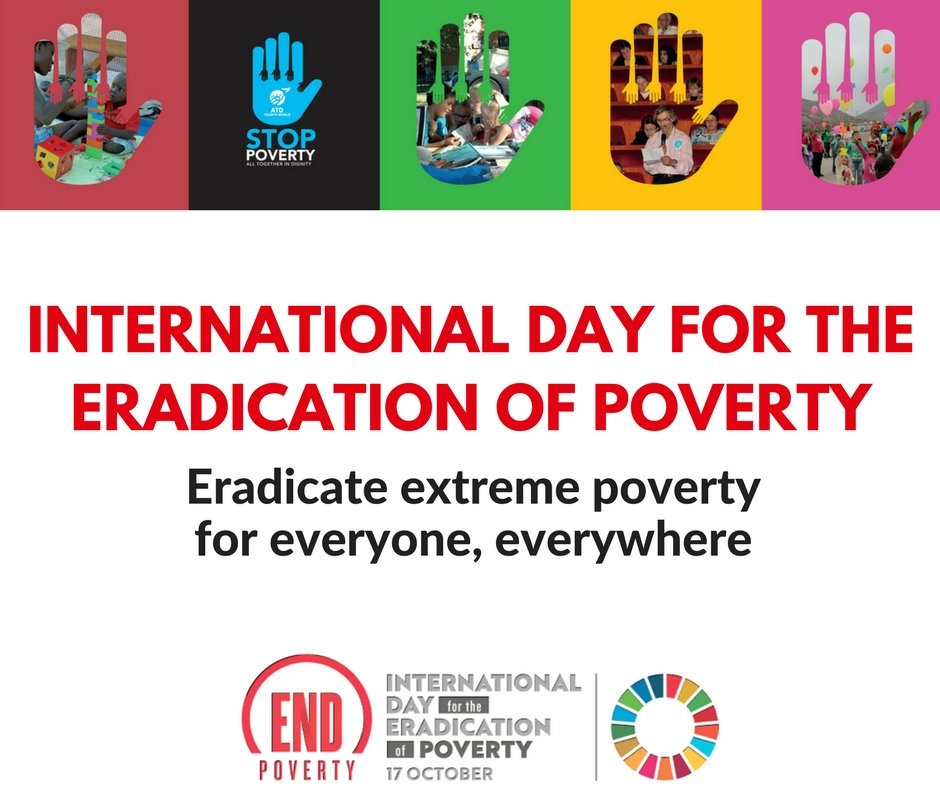 ATD
FOURTH WORLD
STOP
POVERTY
ALL TOGETHER IN DIGNITY
INTERNATIONAL DAY FOR THE
ERADICATION OF POVERTY
Eradicate extreme poverty
for everyone, everywhere
END
POVERTY
INTERNATIONAL
DAY for the
ERADICATION
of POVERTY
17 OCTOBER